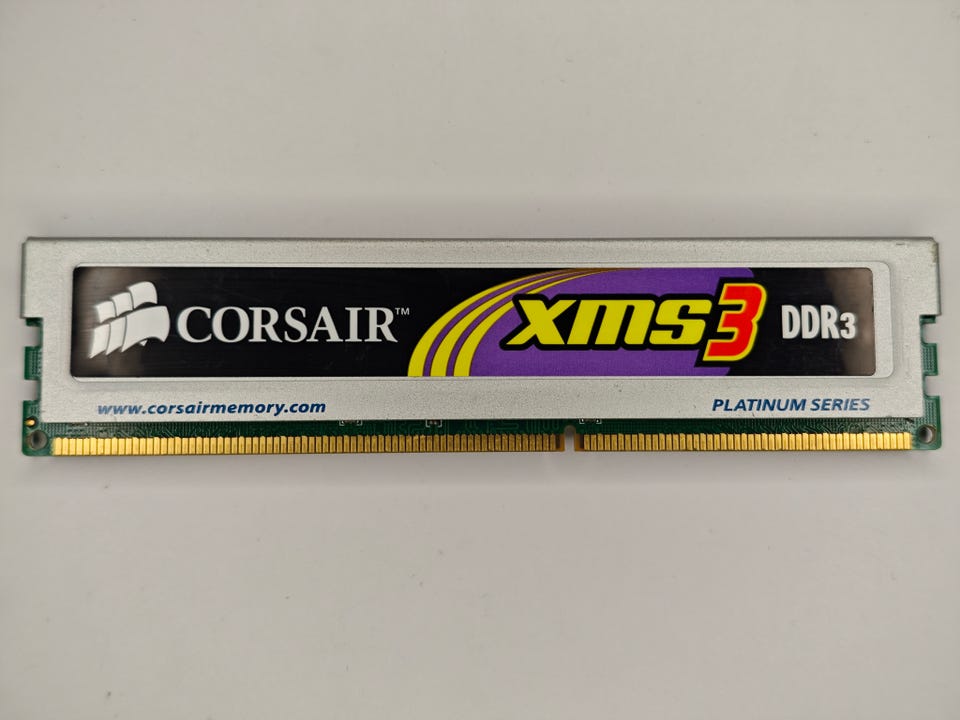 CORSAIR™ xms3 DDR3
www.corsairmemory.com PLATINUM SERIES